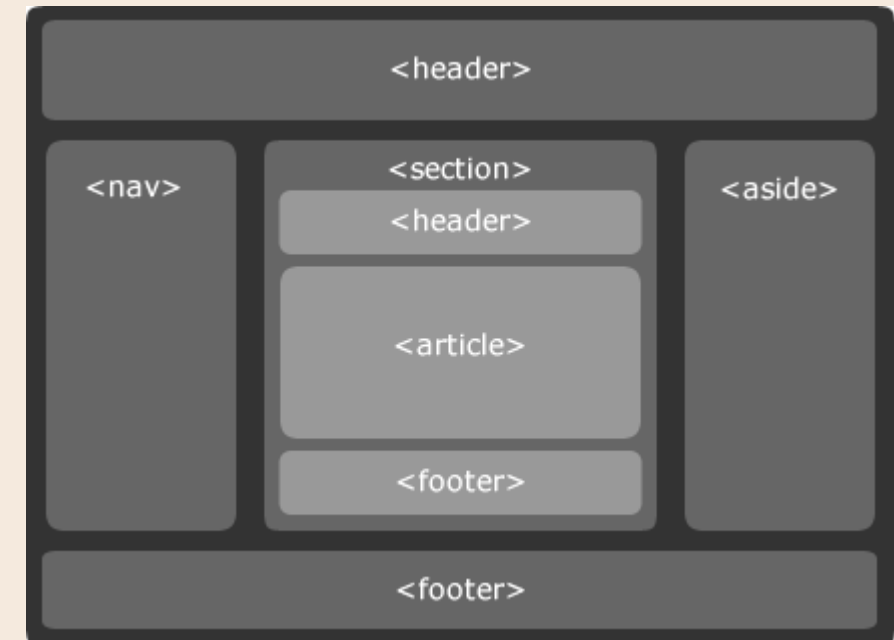 <header>
<nav>
<section>
<header>
<article>
<footer>
<aside>
<footer>